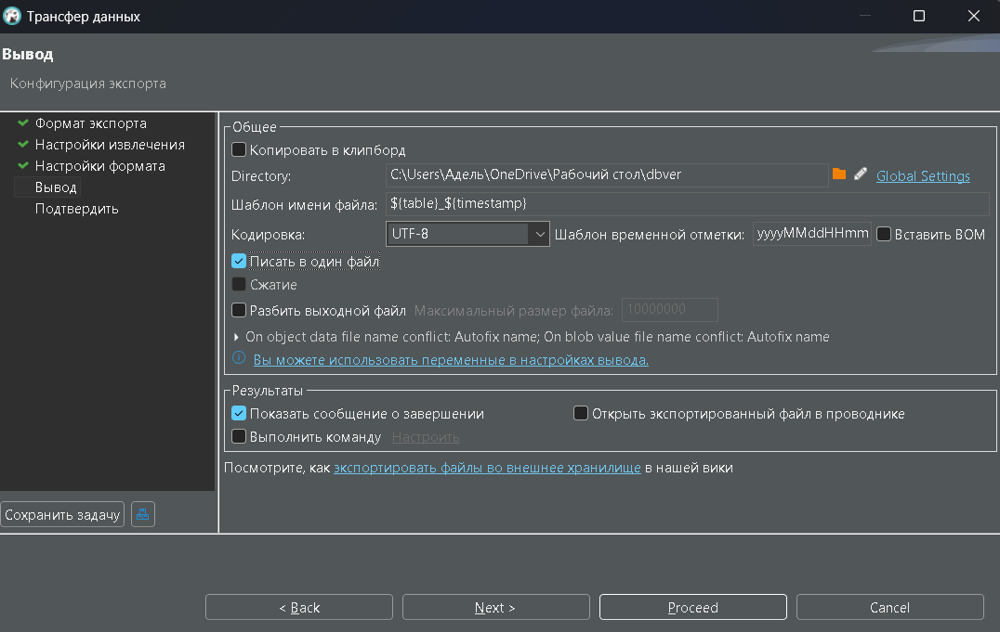 Трансфер данных
Вывод
Конфигурация экспорта
Формат экспорта
Настройки извлечения
Настройки формата
Вывод
Подтвердить
Общее
Копировать в клипборд
Directory: C:\Users\Адель\OneDrive\Рабочий стол\dbver Global Settings
Шаблон имени файла: ${table}_${timestamp}
Кодировка: UTF-8 Шаблон временной отметки: yyyyMMddHHmm Вставить BOM
Писать в один файл
Сжатие
Разбить выходной файл Максимальный размер файла: 10000000
On object data file name conflict: Autofix name; On blob value file name conflict: Autofix name
Вы можете использовать переменные в настройках вывода.
Результаты
Показать сообщение о завершении Открыть экспортированный файл в проводнике
Выполнить команду Настроить
Посмотрите, как экспортировать файлы во внешнее хранилище в нашей вики
Сохранить задачу
< Back Next > Proceed Cancel